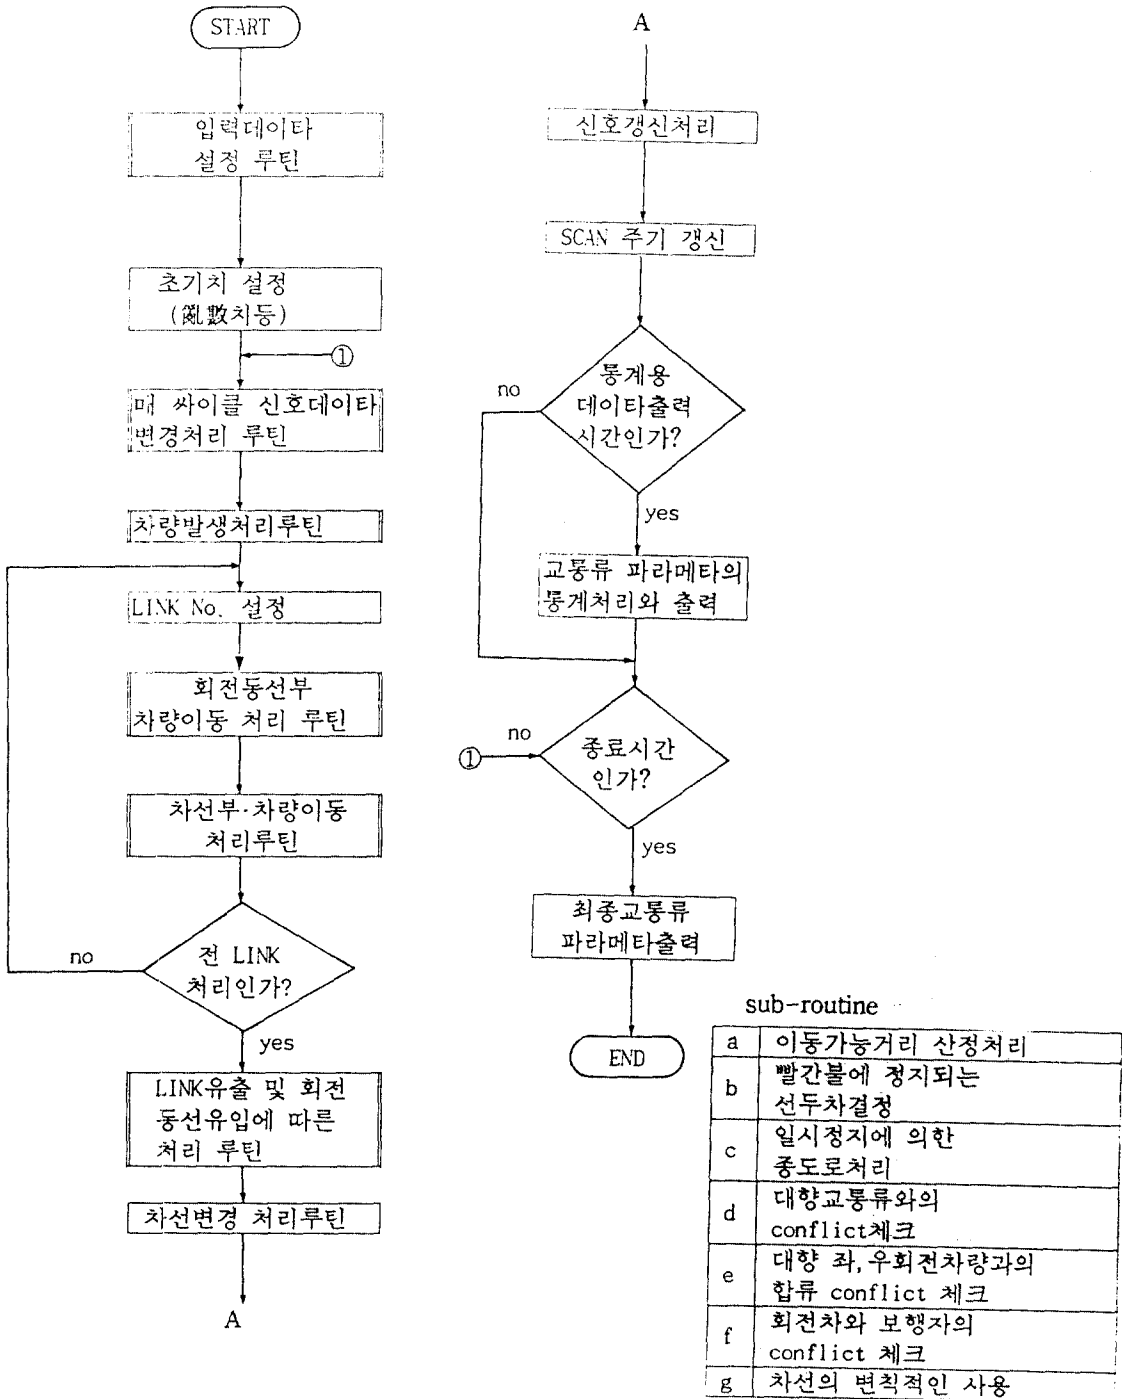 START
입력데이타
설정 루틴
초기치 설정
(亂數치등)
①
매 싸이클 신호데이타
변경처리 루틴
차량발생처리루틴
LINK No. 설정
회전동선부
차량이동 처리 루틴
차선부·차량이동
처리루틴
전 LINK
처리인가?
no
yes
LINK유출 및 회전
동선유입에 따른
처리 루틴
차선변경 처리루틴
A
A
신호갱신처리
SCAN 주기 갱신
통계용
데이타출력
시간인가?
no
yes
교통류 파라메타의
통계처리와 출력
no
①
종료시간
인가?
yes
최종교통류
파라메타출력
END
sub-routine
a 이동가능거리 산정처리
b 빨간불에 정지되는
선두차결정
c 일시정지에 의한
종도로처리
d 대향교통류와의
conflict체크
e 대향 좌,우회전차량과의
합류 conflict 체크
f 회전차와 보행자의
conflict 체크
g 차선의 변칙적인 사용